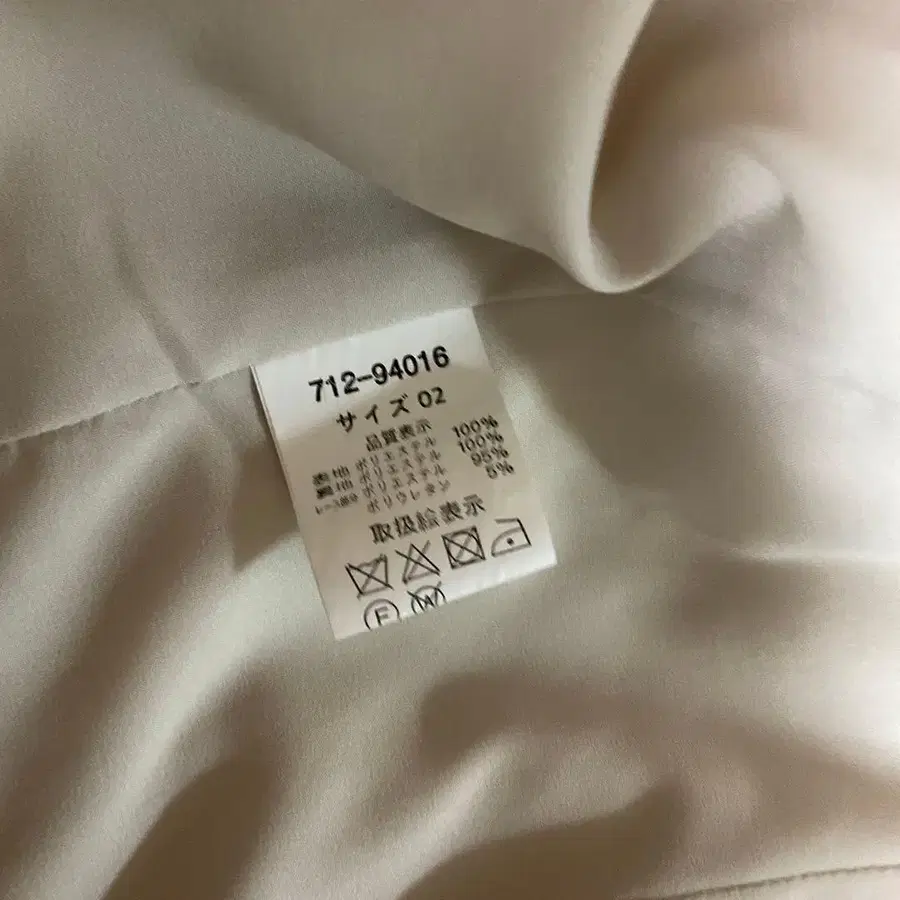 712-94016
サイズ 02
品質表示
表地 ポリエステル 100%
裏地 ポリエステル 100%
レース部分 ポリエステル 95%
ポリウレタン 5%
取扱絵表示
F W